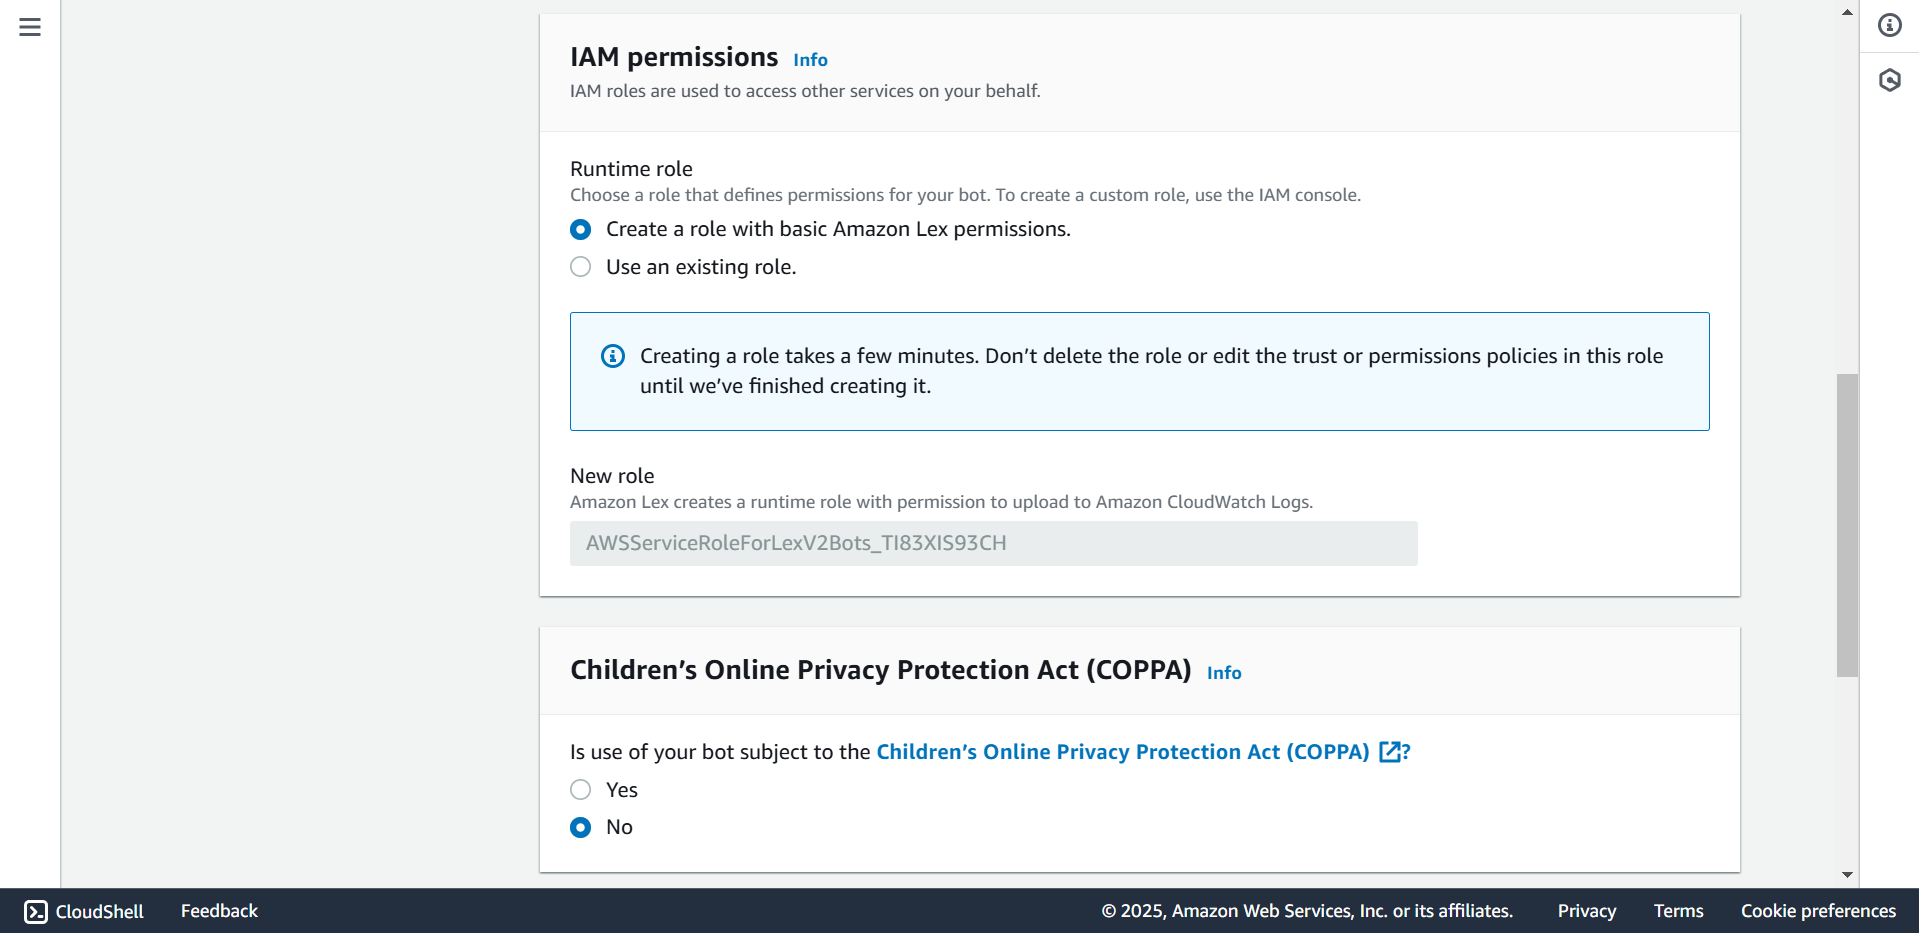 IAM permissions Info
IAM roles are used to access other services on your behalf.
Runtime role
Choose a role that defines permissions for your bot. To create a custom role, use the IAM console.
Create a role with basic Amazon Lex permissions.
Use an existing role.
Creating a role takes a few minutes. Don’t delete the role or edit the trust or permissions policies in this role
until we’ve finished creating it.
New role
Amazon Lex creates a runtime role with permission to upload to Amazon CloudWatch Logs.
AWSServiceRoleForLexV2Bots_TI83XIS93CH
Children’s Online Privacy Protection Act (COPPA) Info
Is use of your bot subject to the Children’s Online Privacy Protection Act (COPPA) ?
Yes
No
CloudShell Feedback © 2025, Amazon Web Services, Inc. or its affiliates. Privacy Terms Cookie preferences